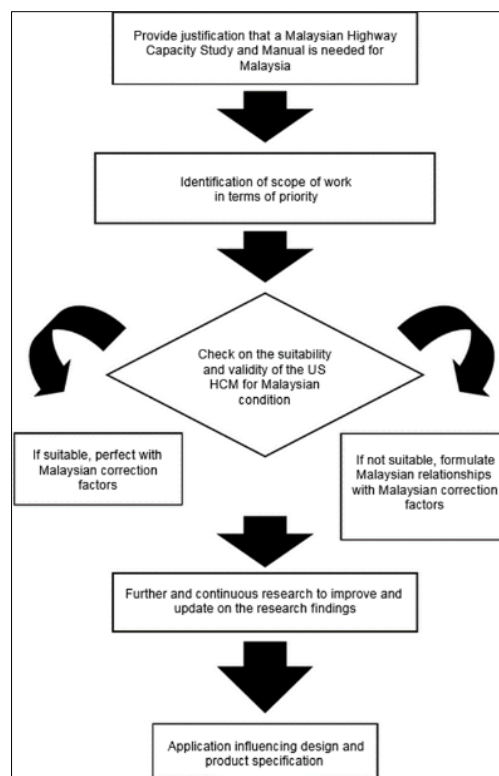 Provide justification that a Malaysian Highway
Capacity Study and Manual is needed for
Malaysia
Identification of scope of work
in terms of priority
Check on the suitability
and validity of the US
HCM for Malaysian
condition
If suitable, perfect with
Malaysian correction
factors
If not suitable, formulate
Malaysian relationships
with Malaysian correction
factors
Further and continuous research to improve and
update on the research findings
Application influencing design and
product specification